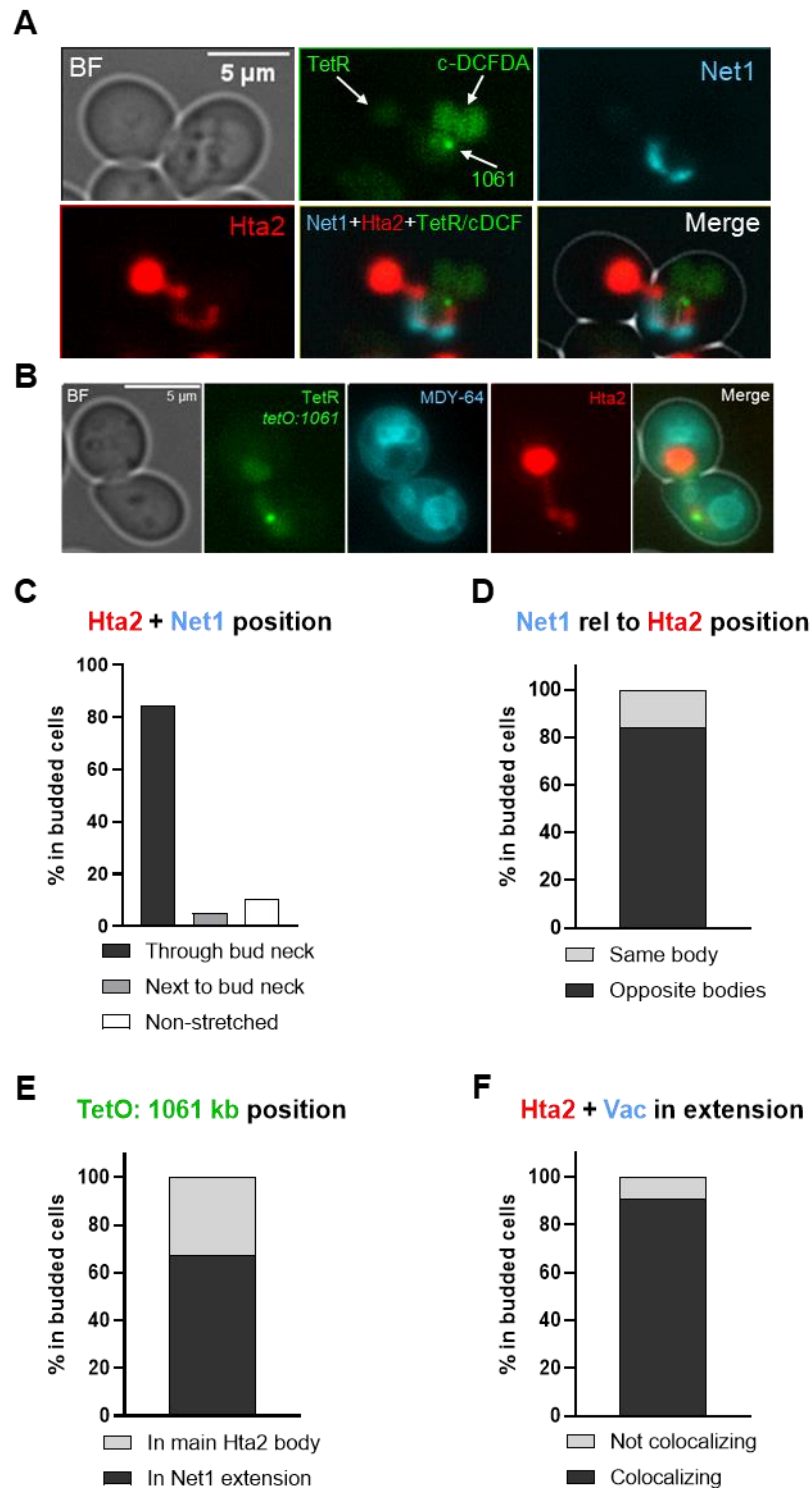 A
BF
5 µm
TetR
c-DCFDA
1061
Net1
Hta2
Net1+Hta2+TetR/cDCF
Merge
B
BF
5 µm
TetR
tetO:1061
MDY-64
Hta2
Merge
C
Hta2 + Net1 position
% in budded cells
100
80
60
40
20
0
Through bud neck
Next to bud neck
Non-stretched
D
Net1 rel to Hta2 position
% in budded cells
100
80
60
40
20
0
Same body
Opposite bodies
E
TetO: 1061 kb position
% in budded cells
100
80
60
40
20
0
In main Hta2 body
In Net1 extension
F
Hta2 + Vac in extension
% in budded cells
100
80
60
40
20
0
Not colocalizing
Colocalizing